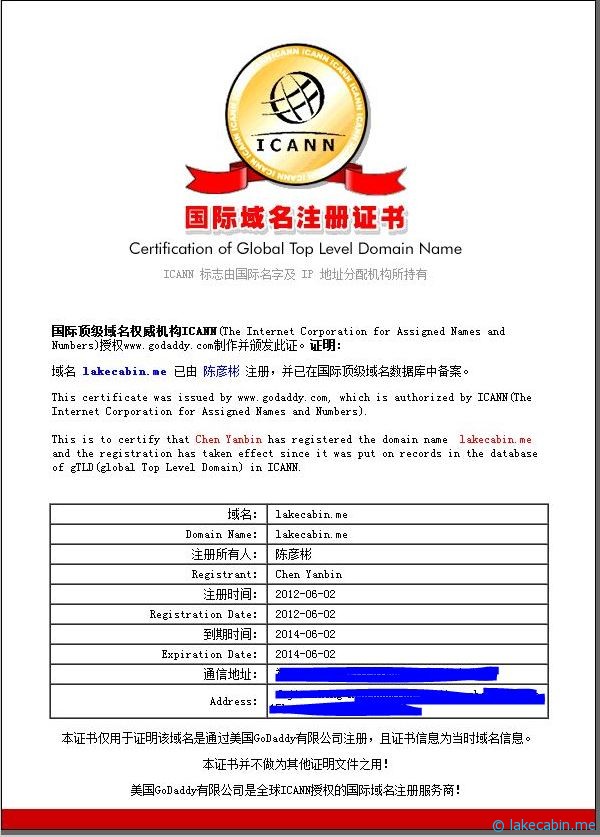 ICANN ICANN ICANN ICANN
ICANN
国际域名注册证书
Certification of Global Top Level Domain Name
ICANN 标志由国际名字及 IP 地址分配机构所持有
国际顶级域名权威机构ICANN(The Internet Corporation for Assigned Names and
Numbers)授权www.godaddy.com制作并颁发此证。证明:
域名 lakecabin.me 已由 陈彦彬 注册，并已在国际顶级域名数据库中备案。
This certificate was issued by www.godaddy.com, which is authorized by ICANN(The
Internet Corporation for Assigned Names and Numbers).
This is to certify that Chen Yanbin has registered the domain name lakecabin.me
and the registration has taken effect since it was put on records in the database
of gTLD(global Top Level Domain) in ICANN.
域名: lakecabin.me
Domain Name: lakecabin.me
注册所有人: 陈彦彬
Registrant: Chen Yanbin
注册时间: 2012-06-02
Registration Date: 2012-06-02
到期时间: 2014-06-02
Expiration Date: 2014-06-02
通信地址:
Address:
本证书仅用于证明该域名是通过美国GoDaddy有限公司注册，且证书信息为当时域名信息。
本证书并不做为其他证明文件之用！
美国GoDaddy有限公司是全球ICANN授权的国际域名注册服务商！
© lakecabin.me